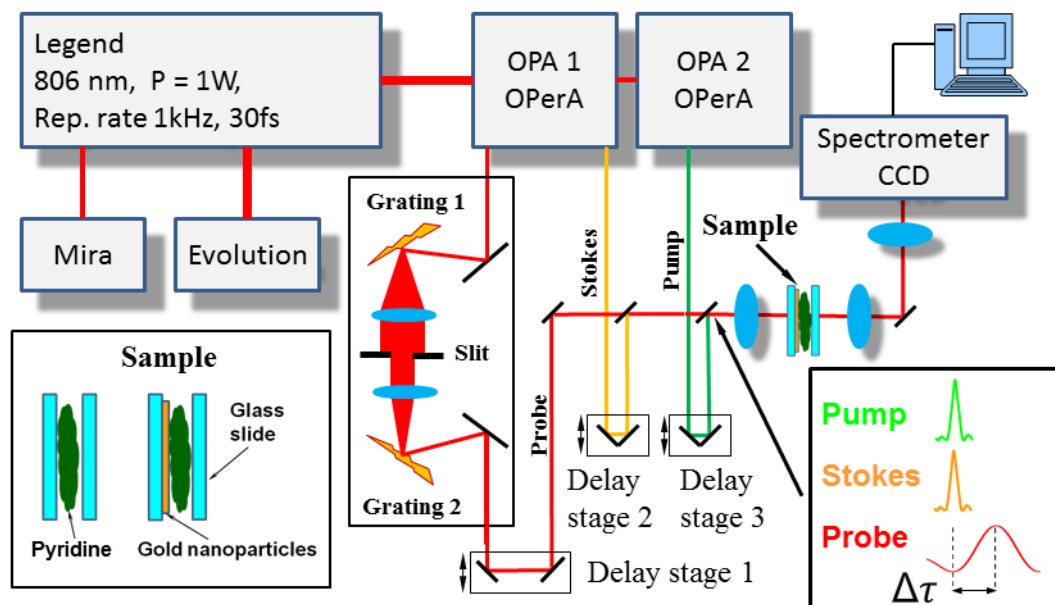 Legend
806 nm,  P = 1W,
Rep. rate 1kHz, 30fs
OPA 1
OPerA
OPA 2
OPerA
Spectrometer
CCD
Mira
Evolution
Grating 1
Slit
Grating 2
Stokes
Pump
Probe
Sample
Sample
Glass
slide
Pyridine
Gold nanoparticles
Delay
stage 2
Delay
stage 3
Delay stage 1
Pump
Stokes
Probe
Δτ